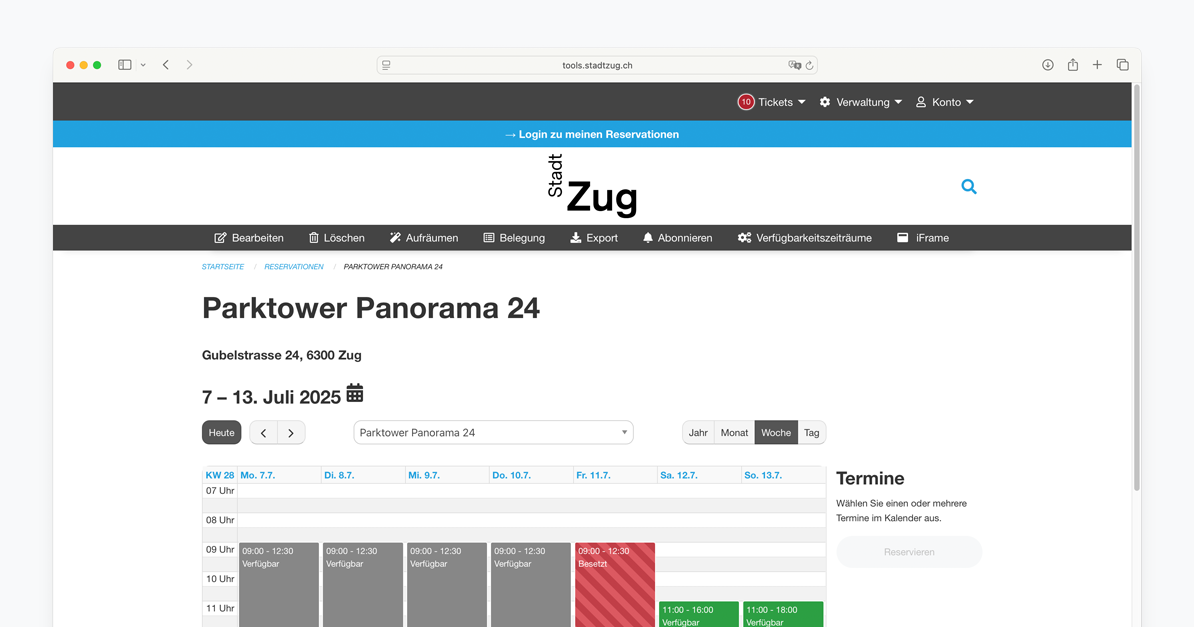 tools.stadtzug.ch
10 Tickets Verwaltung Konto
→ Login zu meinen Reservationen
Stadt
Zug
Bearbeiten Löschen Aufräumen Belegung Export Abonnieren Verfügbarkeitszeiträume iFrame
STARTSEITE / RESERVATIONEN / PARKTOWER PANORAMA 24
Parktower Panorama 24
Gubelstrasse 24, 6300 Zug
7 – 13. Juli 2025
Heute Parktower Panorama 24 Jahr Monat Woche Tag
KW 28 Mo. 7.7. Di. 8.7. Mi. 9.7. Do. 10.7. Fr. 11.7. Sa. 12.7. So. 13.7.
07 Uhr
08 Uhr
09 Uhr
10 Uhr
11 Uhr
09:00 - 12:30
Verfügbar
09:00 - 12:30
Verfügbar
09:00 - 12:30
Verfügbar
09:00 - 12:30
Verfügbar
09:00 - 12:30
Besetzt
11:00 - 16:00
Verfügbar
11:00 - 18:00
Verfügbar
Termine
Wählen Sie einen oder mehrere
Termine im Kalender aus.
Reservieren